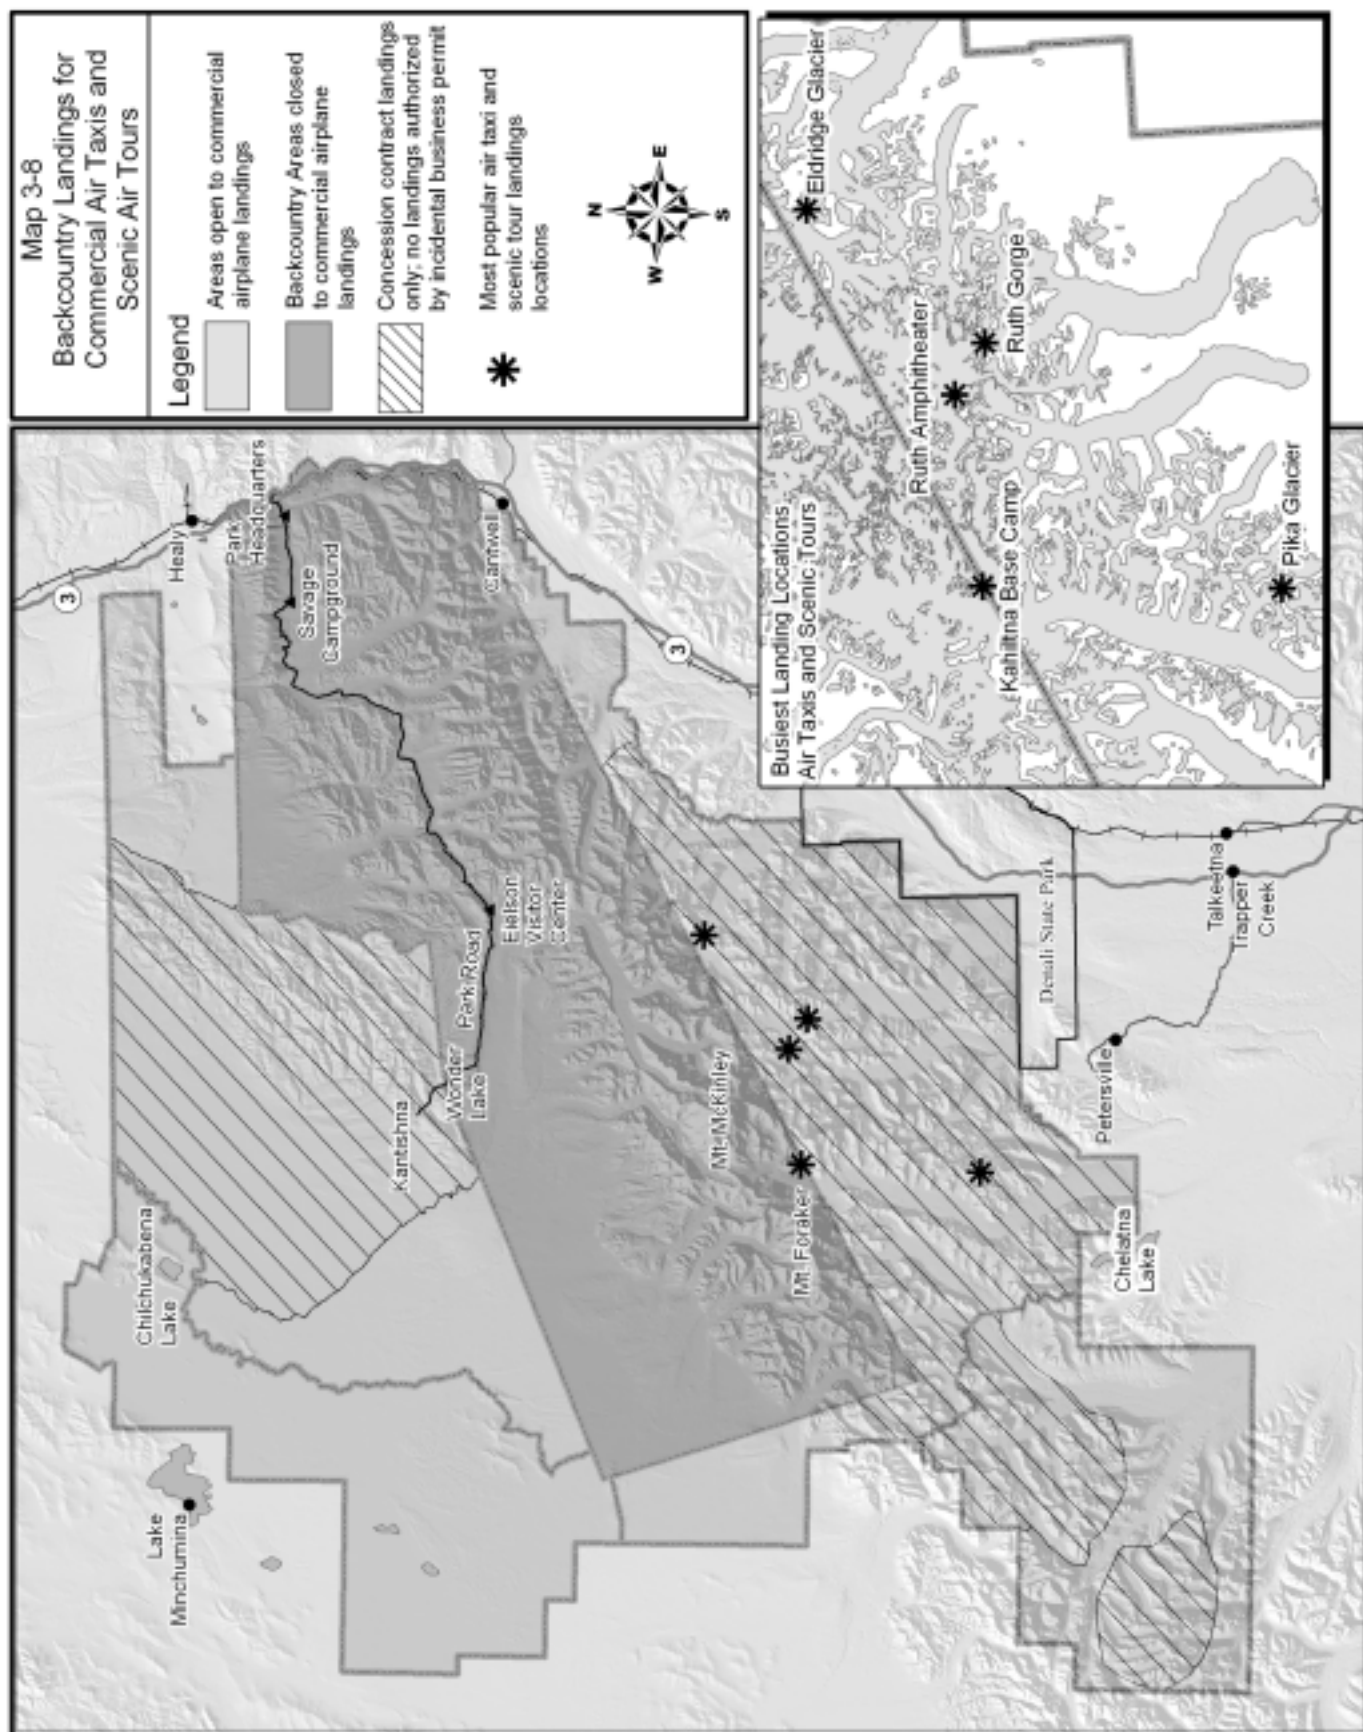 Map 3-8
Backcountry Landings for
Commercial Air Taxis and
Scenic Air Tours
Legend
Areas open to commercial
airplane landings
Backcountry Areas closed
to commercial airplane
landings
Concession contract landings
only; no landings authorized
by incidental business permit
Most popular air taxi and
scenic tour landings
locations
N
W
E
S
3
Healy
Park
Headquarters
Savage
Campground
Cantwell
3
Chilchukabena
Lake
Lake
Minchumina
Kantishna
Wonder
Lake
Park Road
Eielson
Visitor
Center
Mt. McKinley
Mt. Foraker
Denali State Park
Talkeetna
Trapper
Creek
Petersville
Chelatna
Lake
Busiest Landing Locations,
Air Taxis and Scenic Tours
Eldridge Glacier
Ruth Amphitheater
Ruth Gorge
Kahiltna Base Camp
Pika Glacier